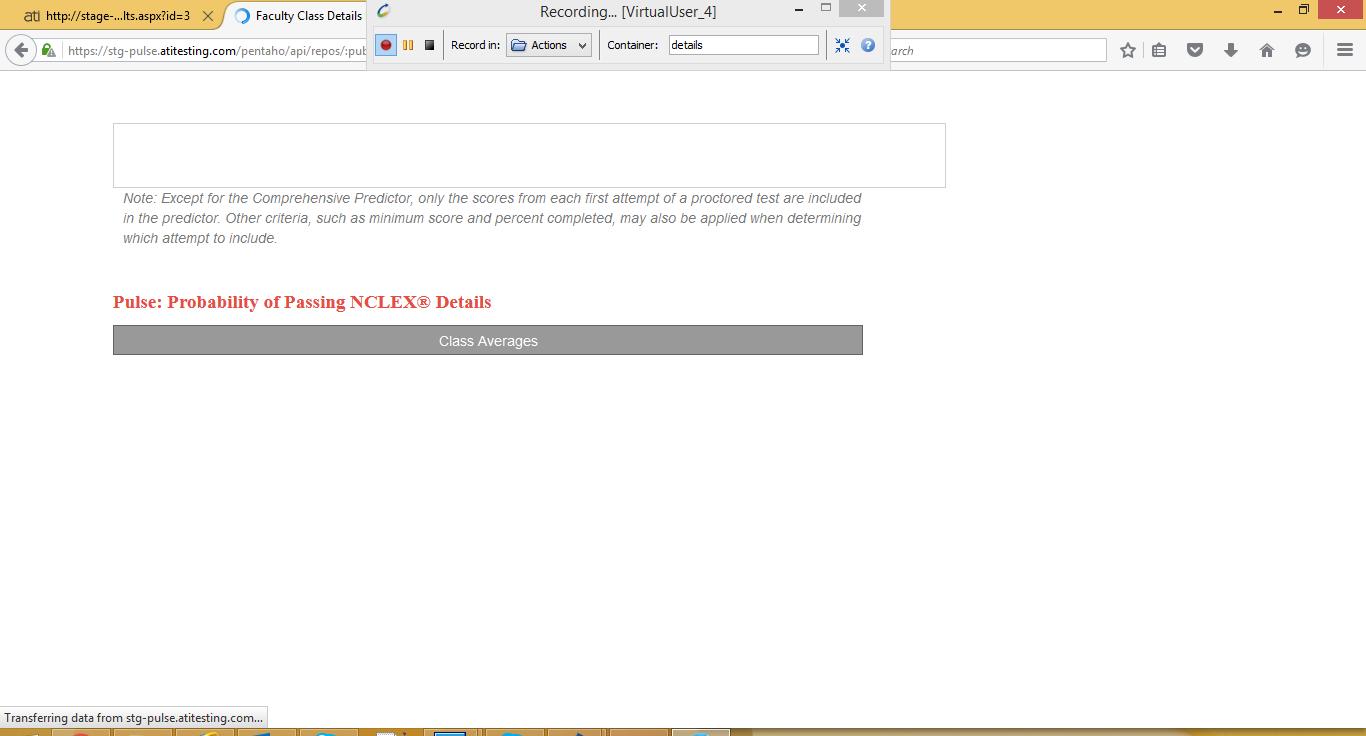 ati http://stage-...lts.aspx?id=3
Faculty Class Details
Recording... [VirtualUser_4]
https://stg-pulse.atitesting.com/pentaho/api/repos/:pub
Record in: Actions
Container: details
arch
Note: Except for the Comprehensive Predictor, only the scores from each first attempt of a proctored test are included
in the predictor. Other criteria, such as minimum score and percent completed, may also be applied when determining
which attempt to include.
Pulse: Probability of Passing NCLEX® Details
Class Averages
Transferring data from stg-pulse.atitesting.com...